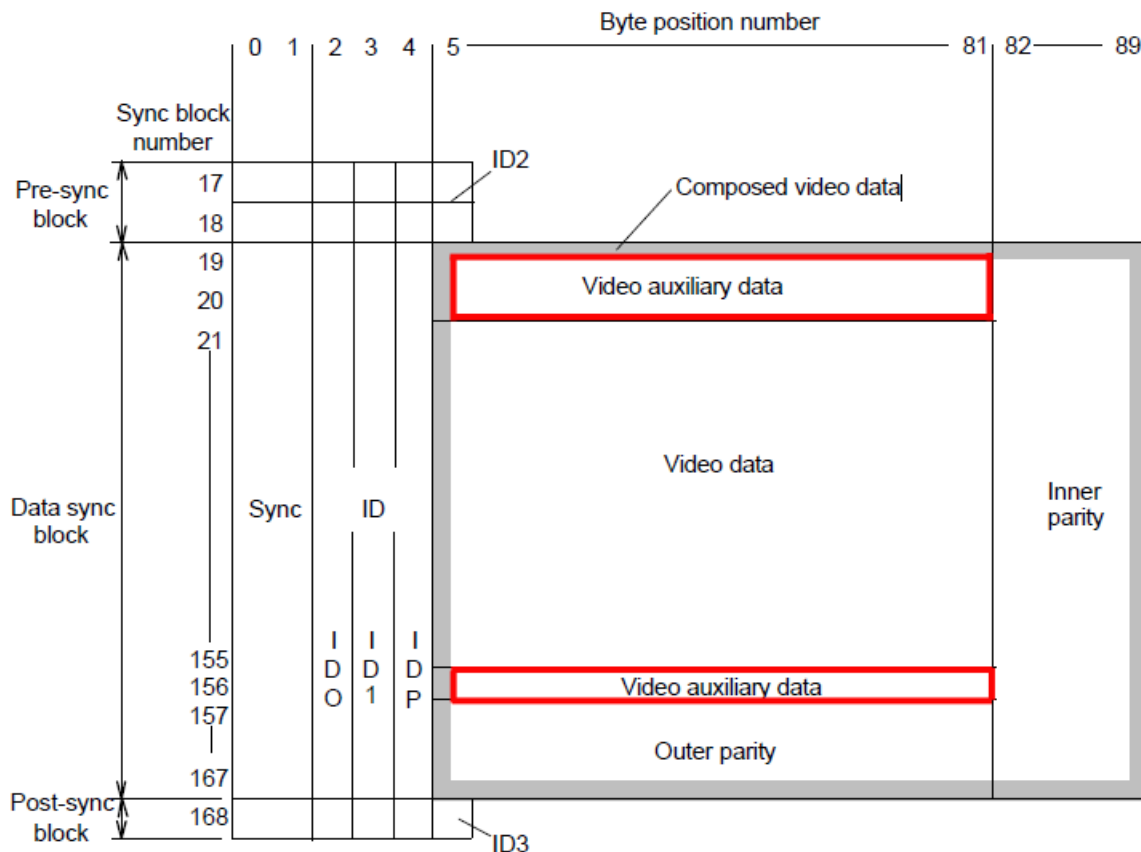 Byte position number
0 1 2 3 4 5 81 82 89
Sync block
number
ID2
Pre-sync
block
17
Composed video data
18
19
Video auxiliary data
20
21
Video data
Data sync
block
Sync
ID
Inner
parity
I
D
O
I
D
1
I
D
P
155
156
Video auxiliary data
157
Outer parity
167
Post-sync
block
168
ID3